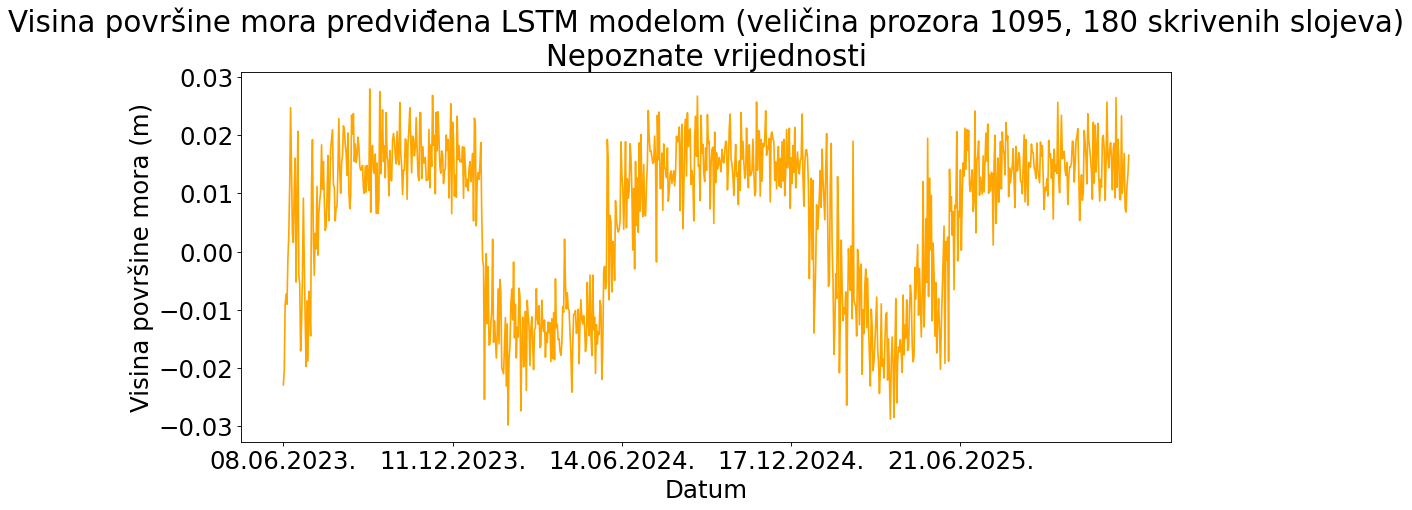 Visina površine mora predviđena LSTM modelom (veličina prozora 1095, 180 skrivenih slojeva)
Nepoznate vrijednosti
Visina površine mora (m)
0.03
0.02
0.01
0.00
−0.01
−0.02
−0.03
08.06.2023. 11.12.2023. 14.06.2024. 17.12.2024. 21.06.2025.
Datum